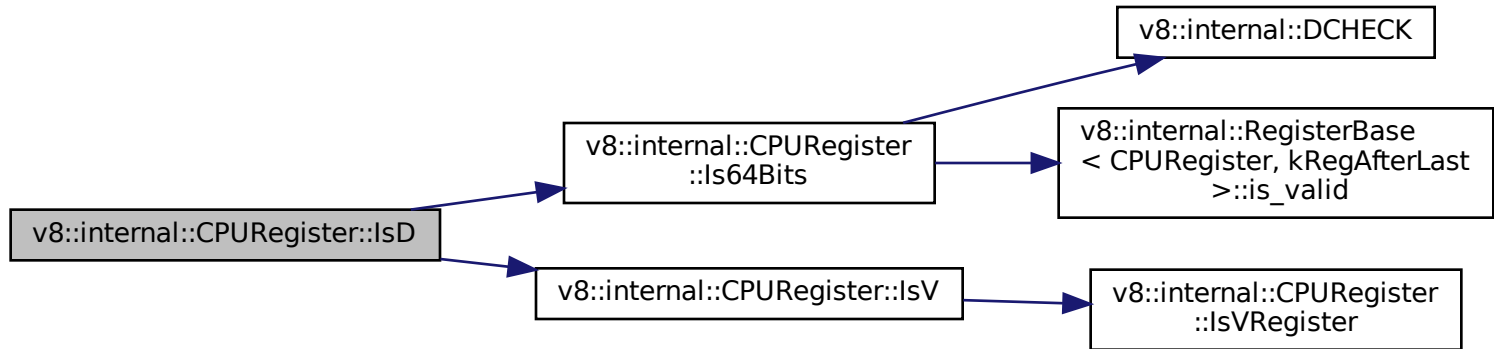 v8::internal::CPURegister::IsD
v8::internal::CPURegister
::Is64Bits
v8::internal::CPURegister::IsV
v8::internal::DCHECK
v8::internal::RegisterBase
< CPURegister, kRegAfterLast
>::is_valid
v8::internal::CPURegister
::IsVRegister